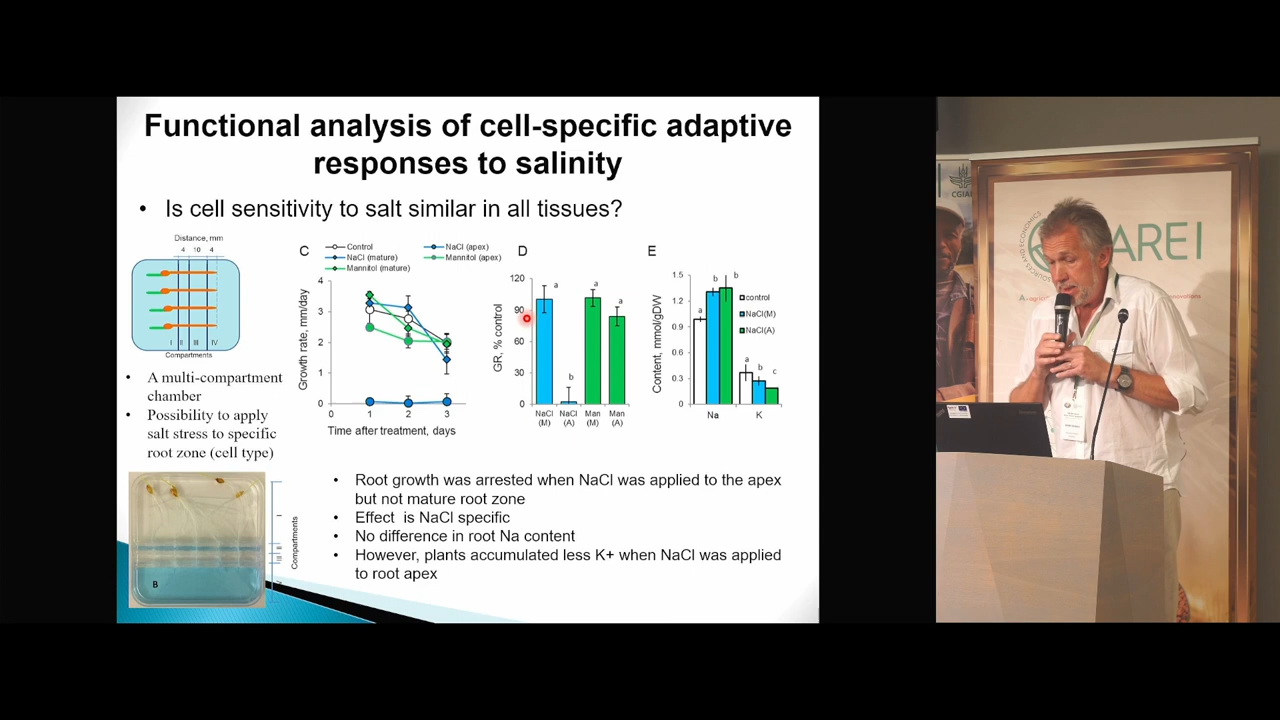 Functional analysis of cell-specific adaptive
responses to salinity
• Is cell sensitivity to salt similar in all tissues?
Distance, mm
4 10 4
I II III IV
Compartments
• A multi-compartment
chamber
• Possibility to apply
salt stress to specific
root zone (cell type)
B
Compartments
C
Control
NaCl (apex)
NaCl (mature)
Mannitol (apex)
Mannitol (mature)
Growth rate, mm/day
4
3
2
1
0
0 1 2 3
Time after treatment, days
D
GR, % control
120
90
60
30
0
a
b
a
a
NaCl (M)
NaCl (A)
Man (M)
Man (A)
E
Content, mmol/gDW
1.5
1.2
0.9
0.6
0.3
0
a b b
a b c
control
NaCl(M)
NaCl(A)
Na K
• Root growth was arrested when NaCl was applied to the apex
but not mature root zone
• Effect is NaCl specific
• No difference in root Na content
• However, plants accumulated less K+ when NaCl was applied
to root apex
CGIAR
AREI